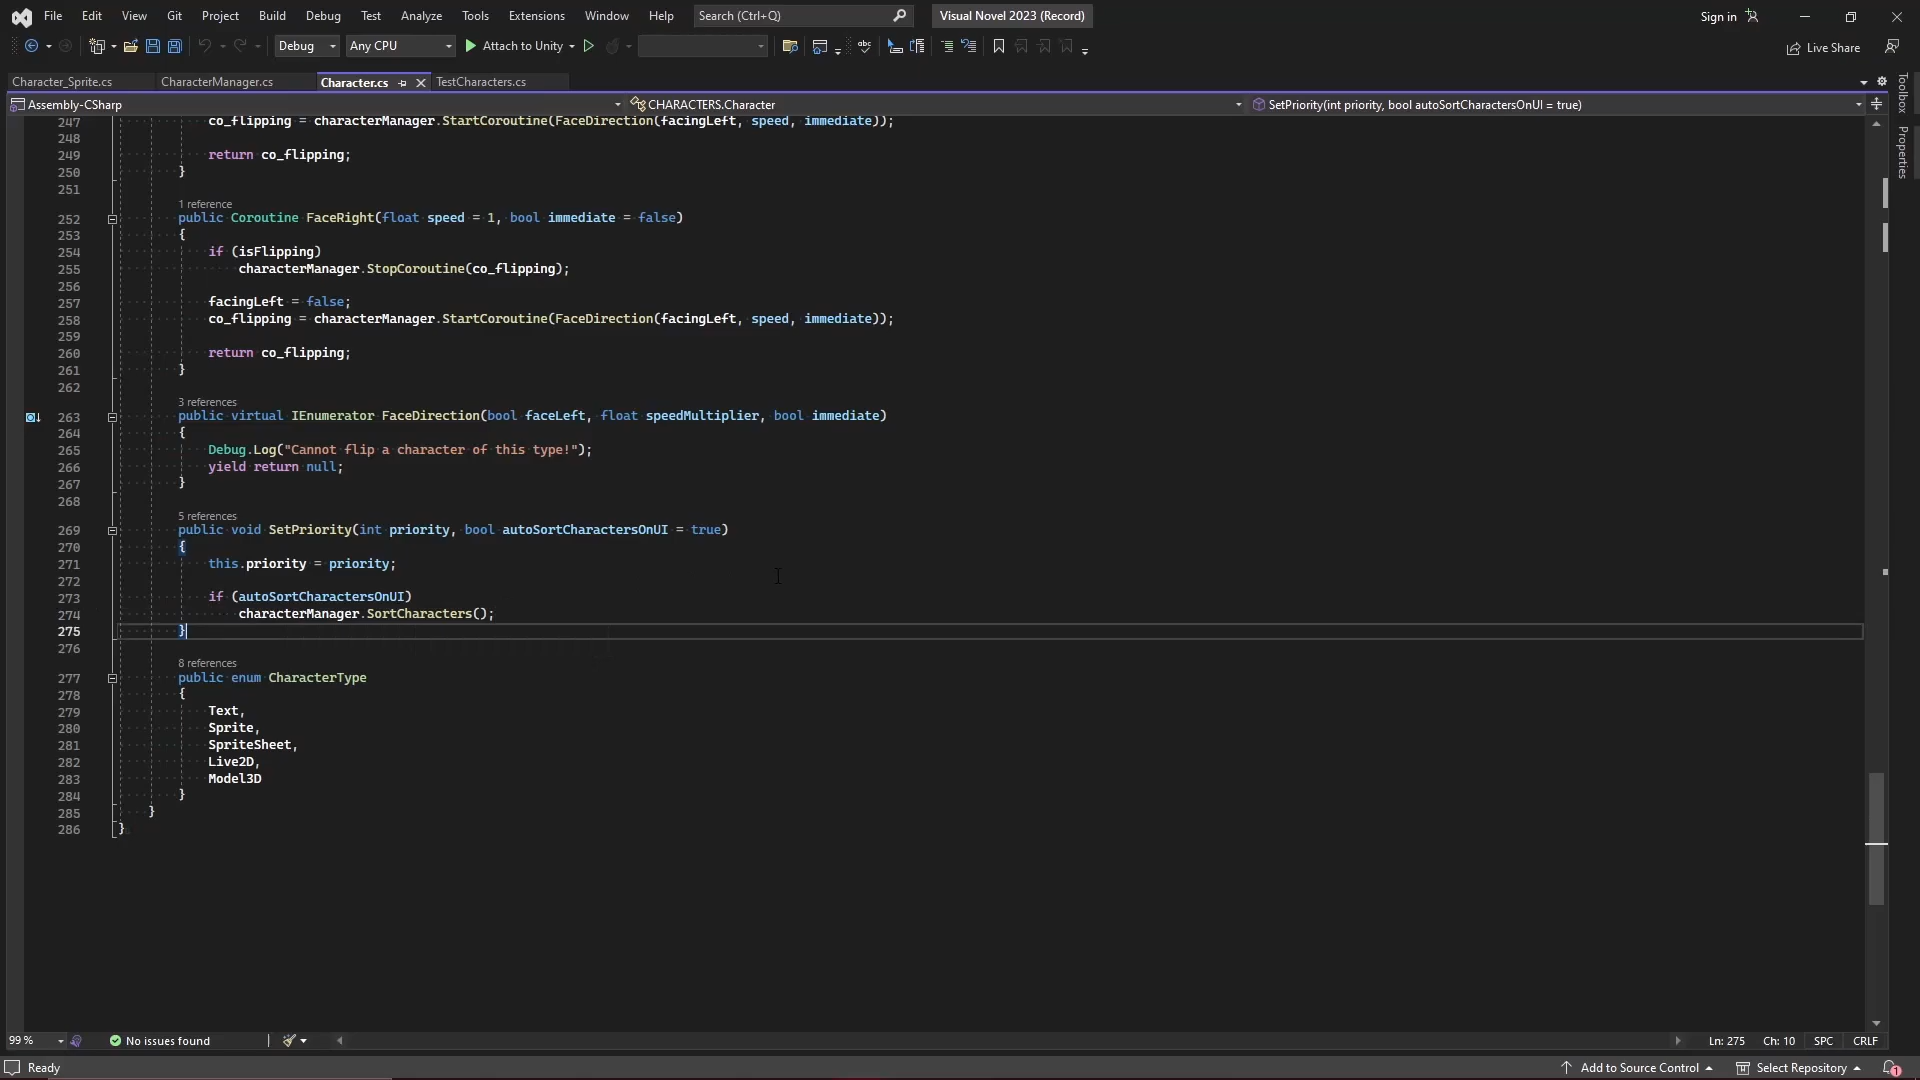 File Edit View Git Project Build Debug Test Analyze Tools Extensions Window Help Search (Ctrl+Q) Visual Novel 2023 (Record) Sign in
Debug Any CPU Attach to Unity Live Share
Character_Sprite.cs CharacterManager.cs Character.cs TestCharacters.cs
Assembly-CSharp CHARACTERS.Character SetPriority(int priority, bool autoSortCharactersOnUI = true)
Toolbox
Properties
247 co_flipping = characterManager.StartCoroutine(FaceDirection(facingLeft, speed, immediate));
248
249 return co_flipping;
250 }
251
1 reference
252 public Coroutine FaceRight(float speed = 1, bool immediate = false)
253 {
254 if (isFlipping)
255 characterManager.StopCoroutine(co_flipping);
256
257 facingLeft = false;
258 co_flipping = characterManager.StartCoroutine(FaceDirection(facingLeft, speed, immediate));
259
260 return co_flipping;
261 }
262
3 references
263 public virtual IEnumerator FaceDirection(bool faceLeft, float speedMultiplier, bool immediate)
264 {
265 Debug.Log("Cannot flip a character of this type!");
266 yield return null;
267 }
268
5 references
269 public void SetPriority(int priority, bool autoSortCharactersOnUI = true)
270 {
271 this.priority = priority;
272
273 if (autoSortCharactersOnUI)
274 characterManager.SortCharacters();
275 }
276
8 references
277 public enum CharacterType
278 {
279 Text,
280 Sprite,
281 SpriteSheet,
282 Live2D,
283 Model3D
284 }
285 }
286 }
99 % No issues found Ln: 275 Ch: 10 SPC CRLF
Ready Add to Source Control Select Repository 1